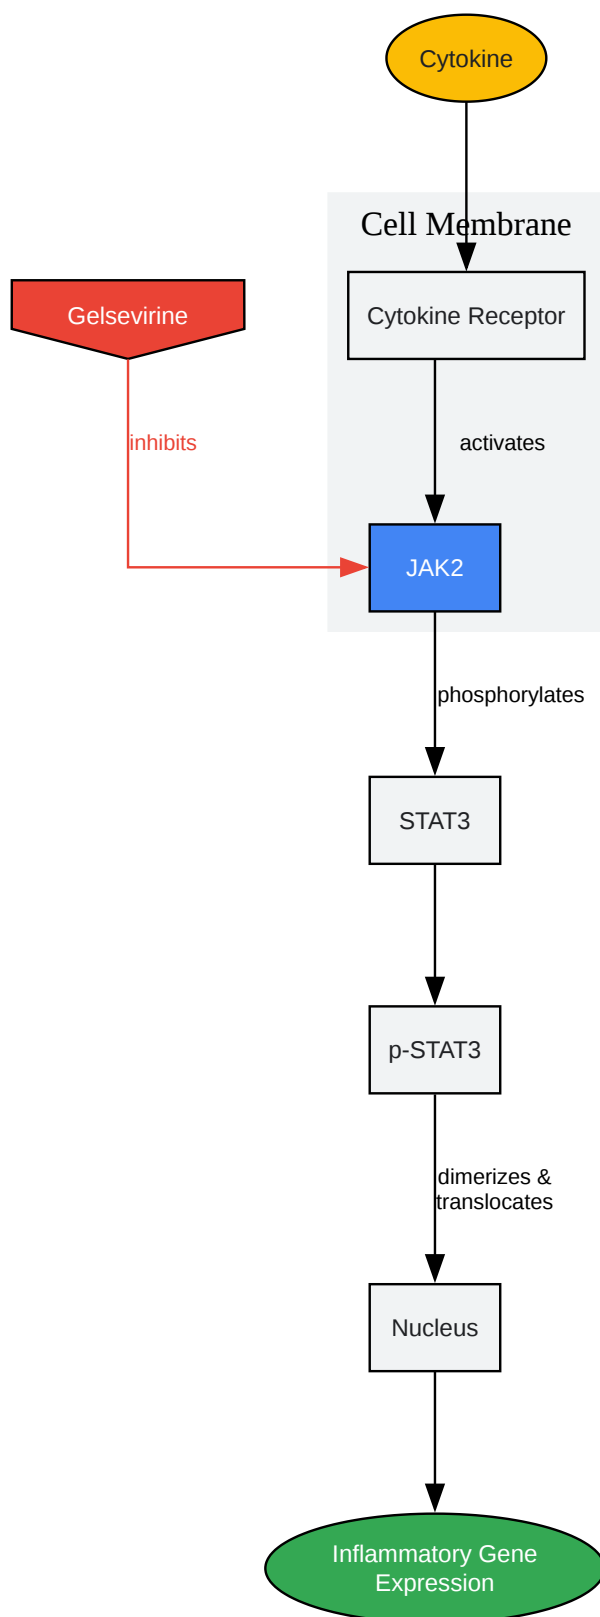 Cytokine
Cell Membrane
Gelsevirine
Cytokine Receptor
inhibits
activates
JAK2
phosphorylates
STAT3
p-STAT3
dimerizes &
translocates
Nucleus
Inflammatory Gene
Expression